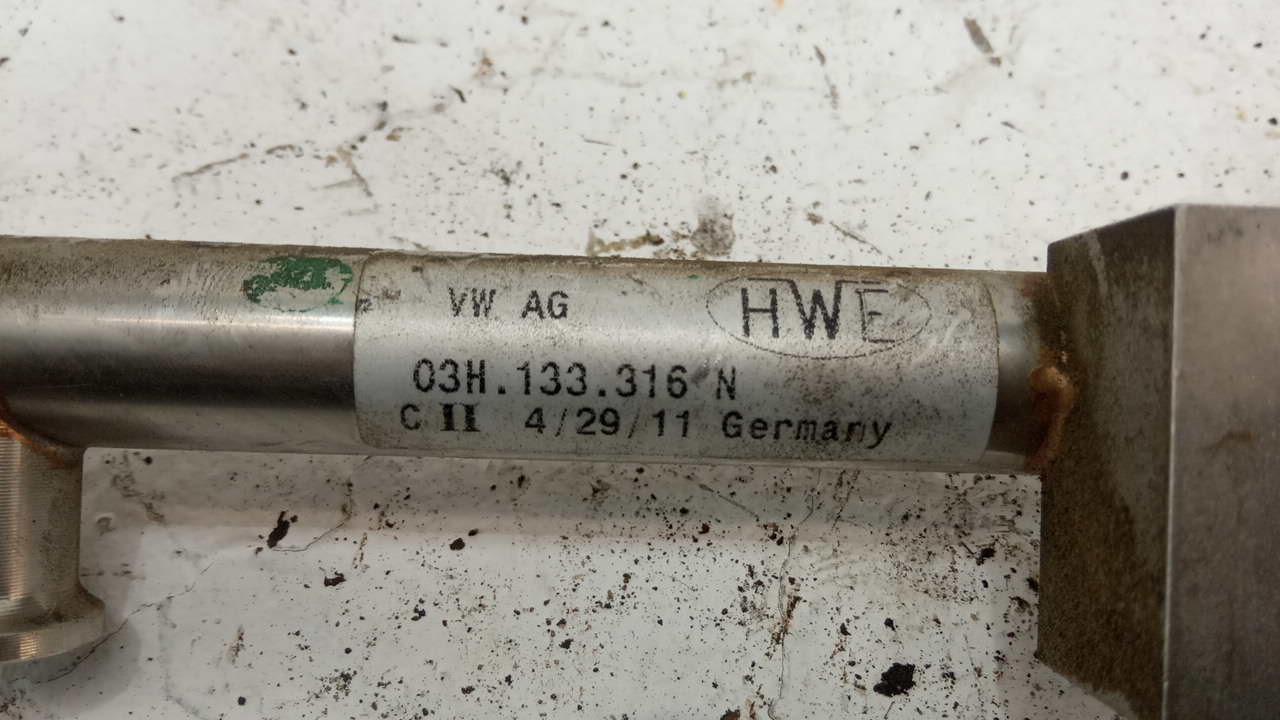 VW AG
HWE
03H.133.316 N
C II 4/29/11 Germany